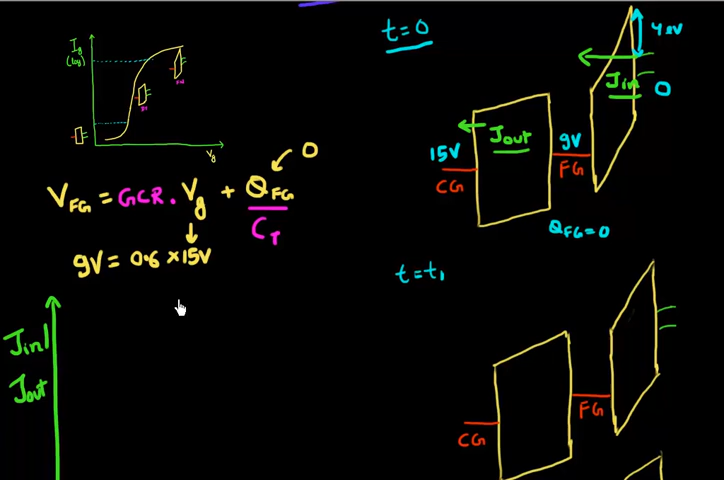 Ig
(log)
Vg
VFG = GCR. Vg + QFG / CT
0
9V = 0.6 × 15V
Jin/
Jout
t=0
4 eV
Jin
0
Jout
15V
CG
9V
FG
QFG=0
t=t1
FG
CG